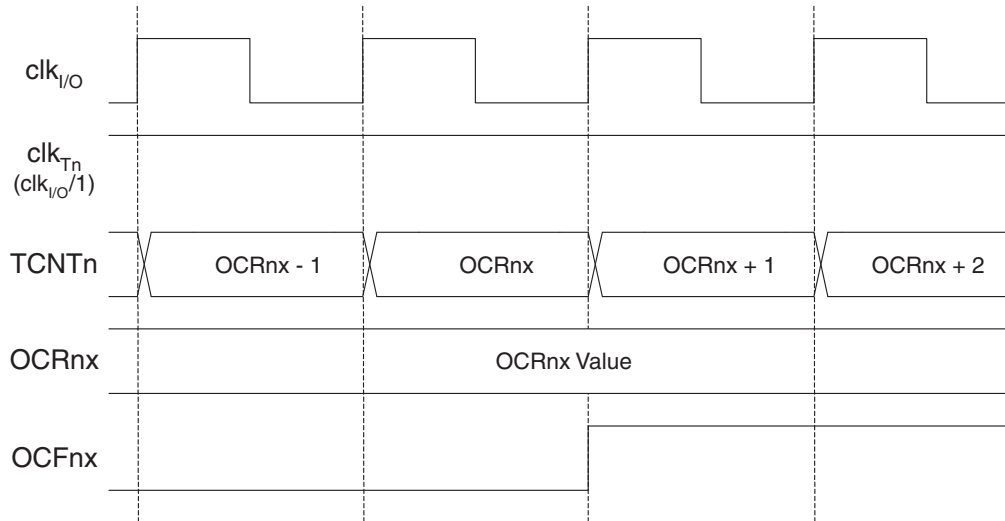 clkI/O
clkTn
(clkI/O/1)
TCNTn OCRnx - 1 OCRnx OCRnx + 1 OCRnx + 2
OCRnx OCRnx Value
OCFnx